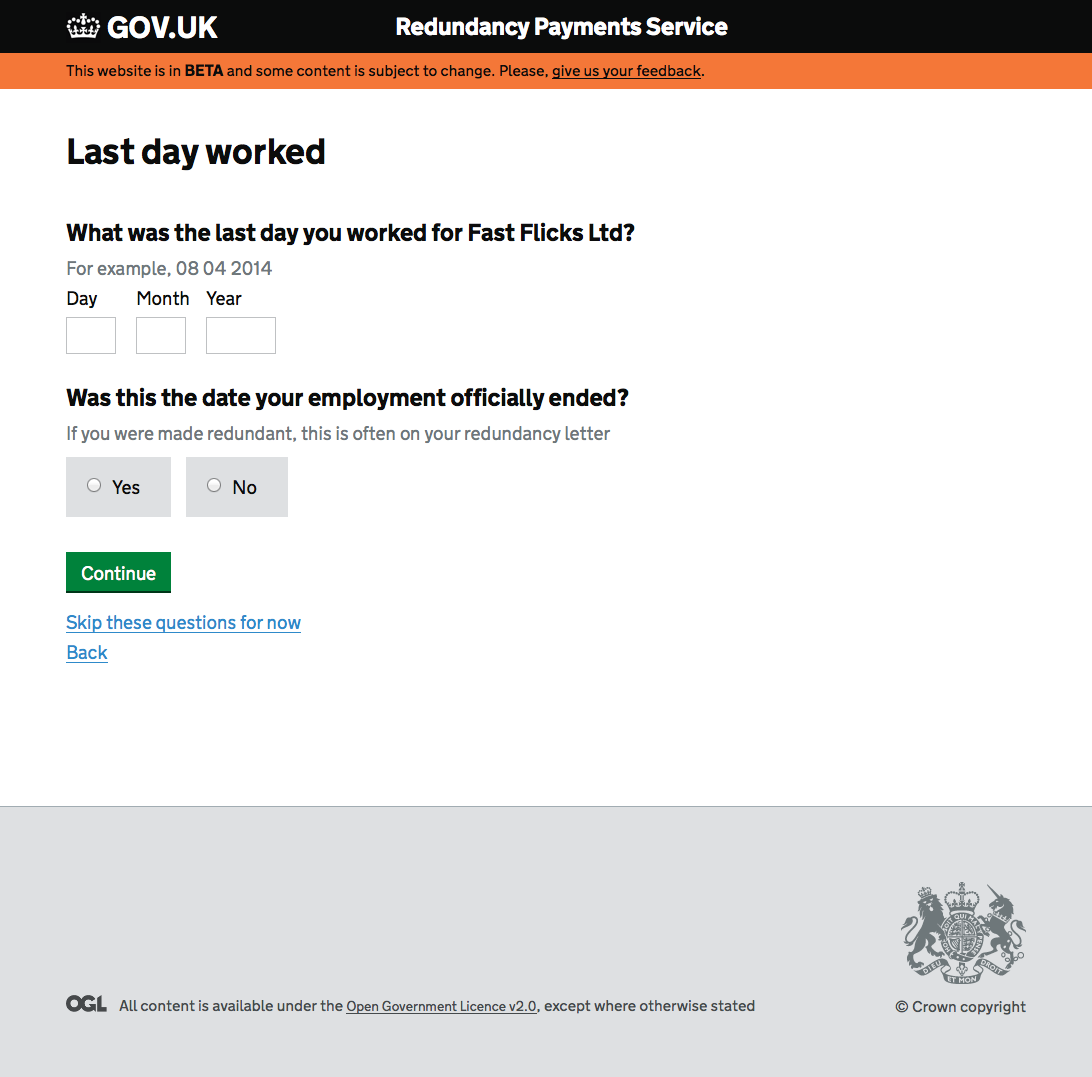 GOV.UK Redundancy Payments Service
This website is in BETA and some content is subject to change. Please, give us your feedback.
Last day worked
What was the last day you worked for Fast Flicks Ltd?
For example, 08 04 2014
Day Month Year
Was this the date your employment officially ended?
If you were made redundant, this is often on your redundancy letter
Yes No
Continue
Skip these questions for now
Back
DIEU ET MON DROIT
OGL All content is available under the Open Government Licence v2.0, except where otherwise stated
© Crown copyright